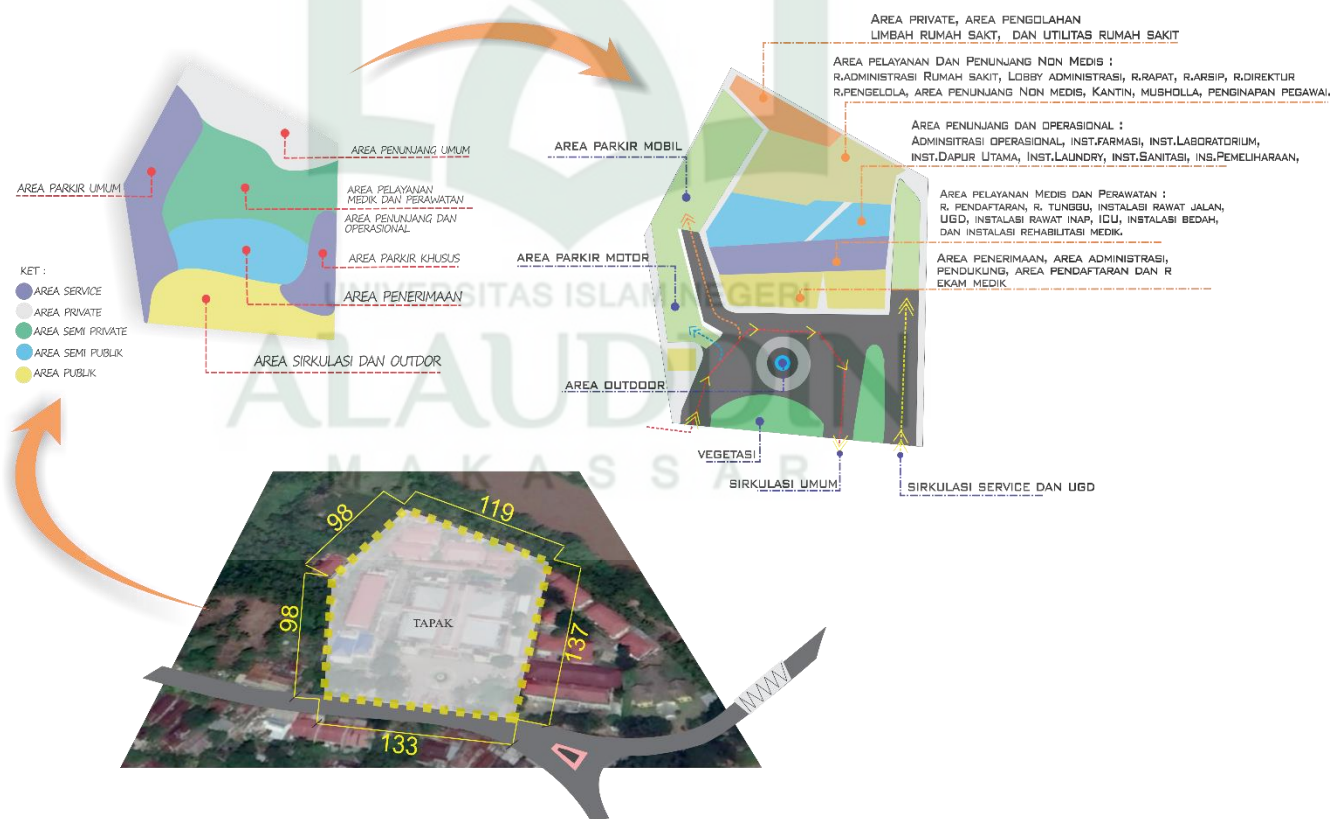 AREA PRIVATE, AREA PENGOLAHAN
LIMBAH RUMAH SAKT, DAN UTILITAS RUMAH SAKIT
AREA PELAYANAN DAN PENUNJANG NON MEDIS :
R.ADMINISTRASI RUMAH SAKIT, LOBBY ADMINISTRASI, R.RAPAT, R.ARSIP, R.DIREKTUR
R.PENGELOLA, AREA PENUNJANG NON MEDIS, KANTIN, MUSHOLLA, PENGINAPAN PEGAWAI.
AREA PENUNJANG DAN OPERASIONAL :
ADMINSITRASI OPERASIONAL, INST.FARMASI, INST.LABORATORIUM,
INST.DAPUR UTAMA, INST.LAUNDRY, INST.SANITASI, INS.PEMELIHARAAN,
AREA PELAYANAN MEDIS DAN PERAWATAN :
R. PENDAFTARAN, R. TUNGGU, INSTALASI RAWAT JALAN,
UGD, INSTALASI RAWAT INAP, ICU, INSTALASI BEDAH,
DAN INSTALASI REHABILITASI MEDIK.
AREA PENERIMAAN, AREA ADMINISTRASI,
PENDUKUNG, AREA PENDAFTARAN DAN R
EKAM MEDIK
AREA PARKIR MOBIL
AREA PARKIR MOTOR
AREA OUTDOOR
VEGETASI
SIRKULASI UMUM
SIRKULASI SERVICE DAN UGD
AREA PENUNJANG UMUM
AREA PARKIR UMUM
AREA PELAYANAN
MEDIK DAN PERAWATAN
AREA PENUNJANG DAN
OPERASIONAL
AREA PARKIR KHUSUS
AREA PENERIMAAN
AREA SIRKULASI DAN OUTDOR
KET :
AREA SERVICE
AREA PRIVATE
AREA SEMI PRIVATE
AREA SEMI PUBLIK
AREA PUBLIK
UNIVERSITAS ISLAM NEGERI
ALAUDDIN
MAKASSAR
98
119
98
TAPAK
137
133